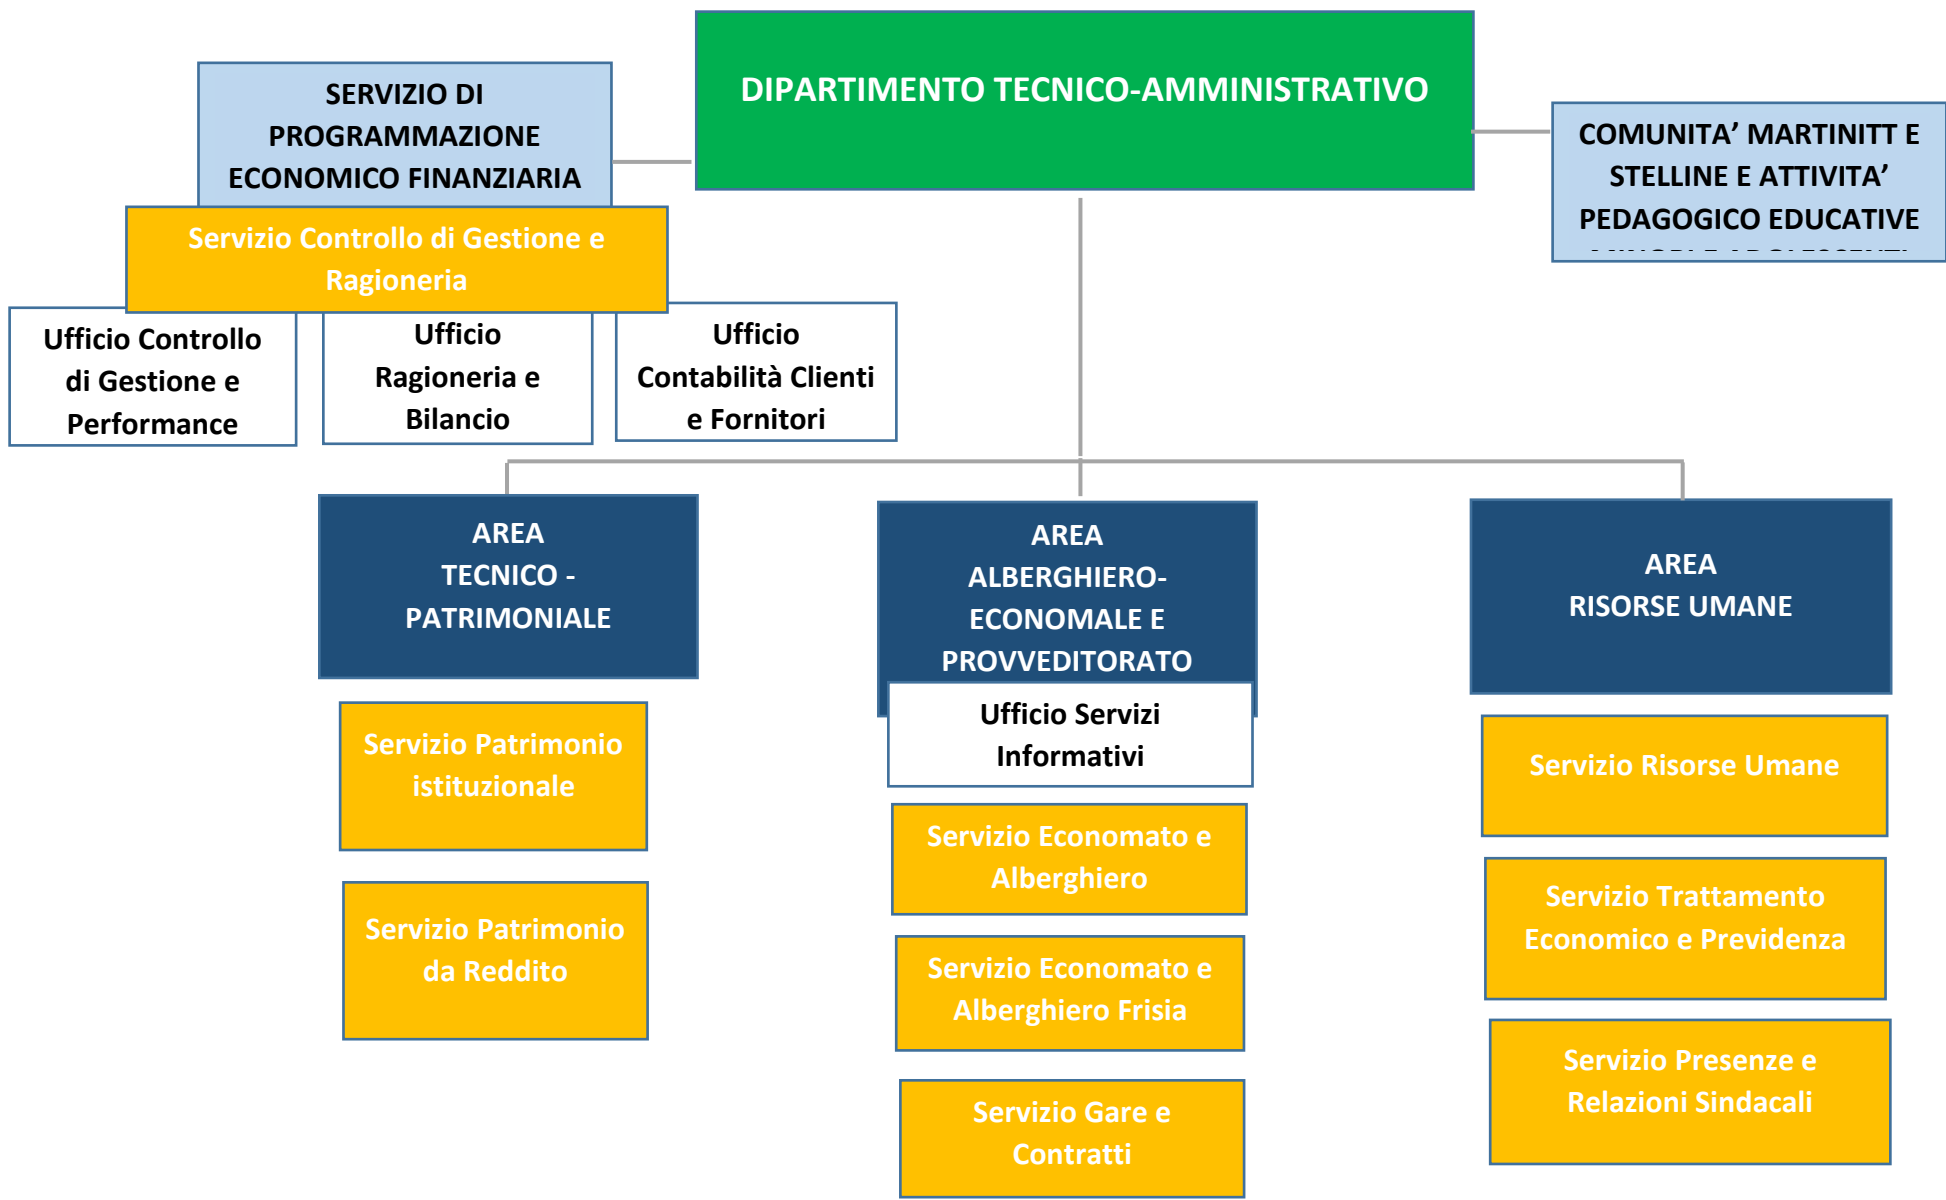 DIPARTIMENTO TECNICO-AMMINISTRATIVO
SERVIZIO DI
PROGRAMMAZIONE
ECONOMICO FINANZIARIA
COMUNITA’ MARTINITT E
STELLINE E ATTIVITA’
PEDAGOGICO EDUCATIVE
Servizio Controllo di Gestione e
Ragioneria
Ufficio Controllo
di Gestione e
Performance
Ufficio
Ragioneria e
Bilancio
Ufficio
Contabilità Clienti
e Fornitori
AREA
TECNICO -
PATRIMONIALE
Servizio Patrimonio
istituzionale
Servizio Patrimonio
da Reddito
AREA
ALBERGHIERO-
ECONOMALE E
PROVVEDITORATO
Ufficio Servizi
Informativi
Servizio Economato e
Alberghiero
Servizio Economato e
Alberghiero Frisia
Servizio Gare e
Contratti
AREA
RISORSE UMANE
Servizio Risorse Umane
Servizio Trattamento
Economico e Previdenza
Servizio Presenze e
Relazioni Sindacali